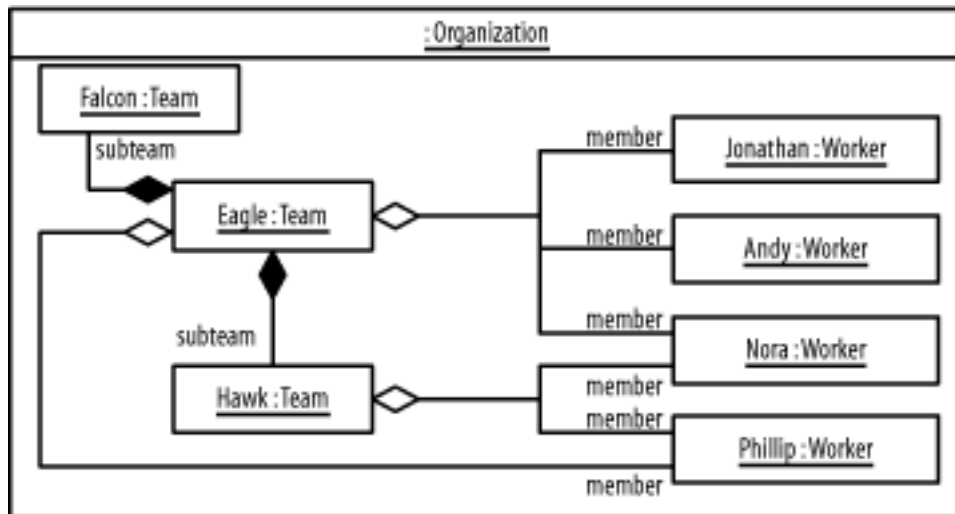 : Organization
Falcon : Team
subteam
member
Jonathan : Worker
Eagle : Team
member
Andy : Worker
member
subteam
Nora : Worker
member
Hawk : Team
member
Phillip : Worker
member